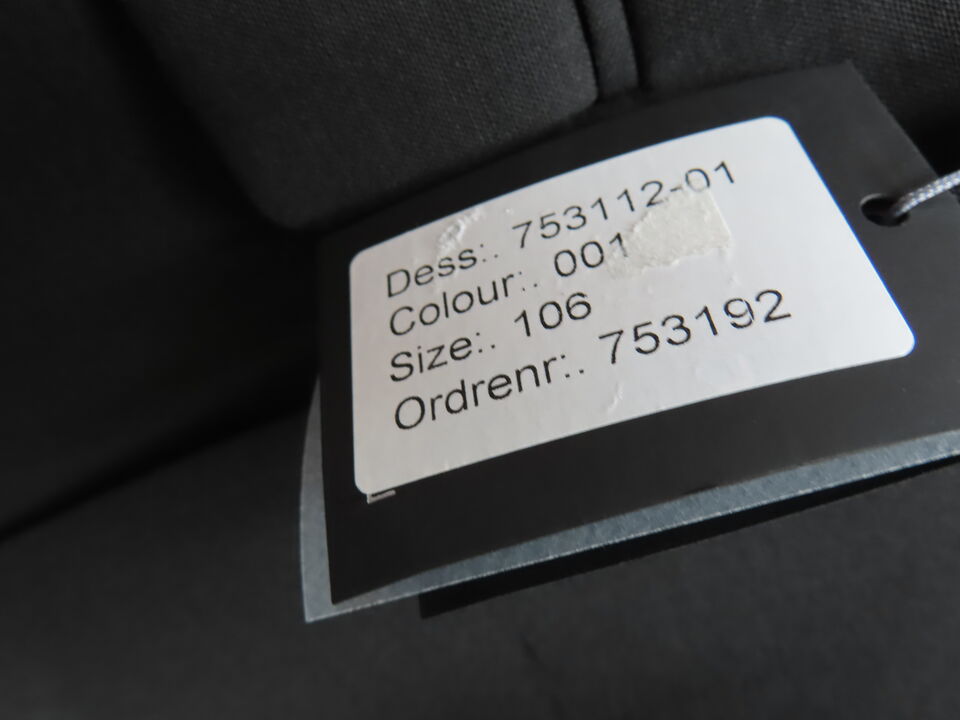 Dess:. 753112-01
Colour:. 001
Size:. 106
Ordrenr:. 753192